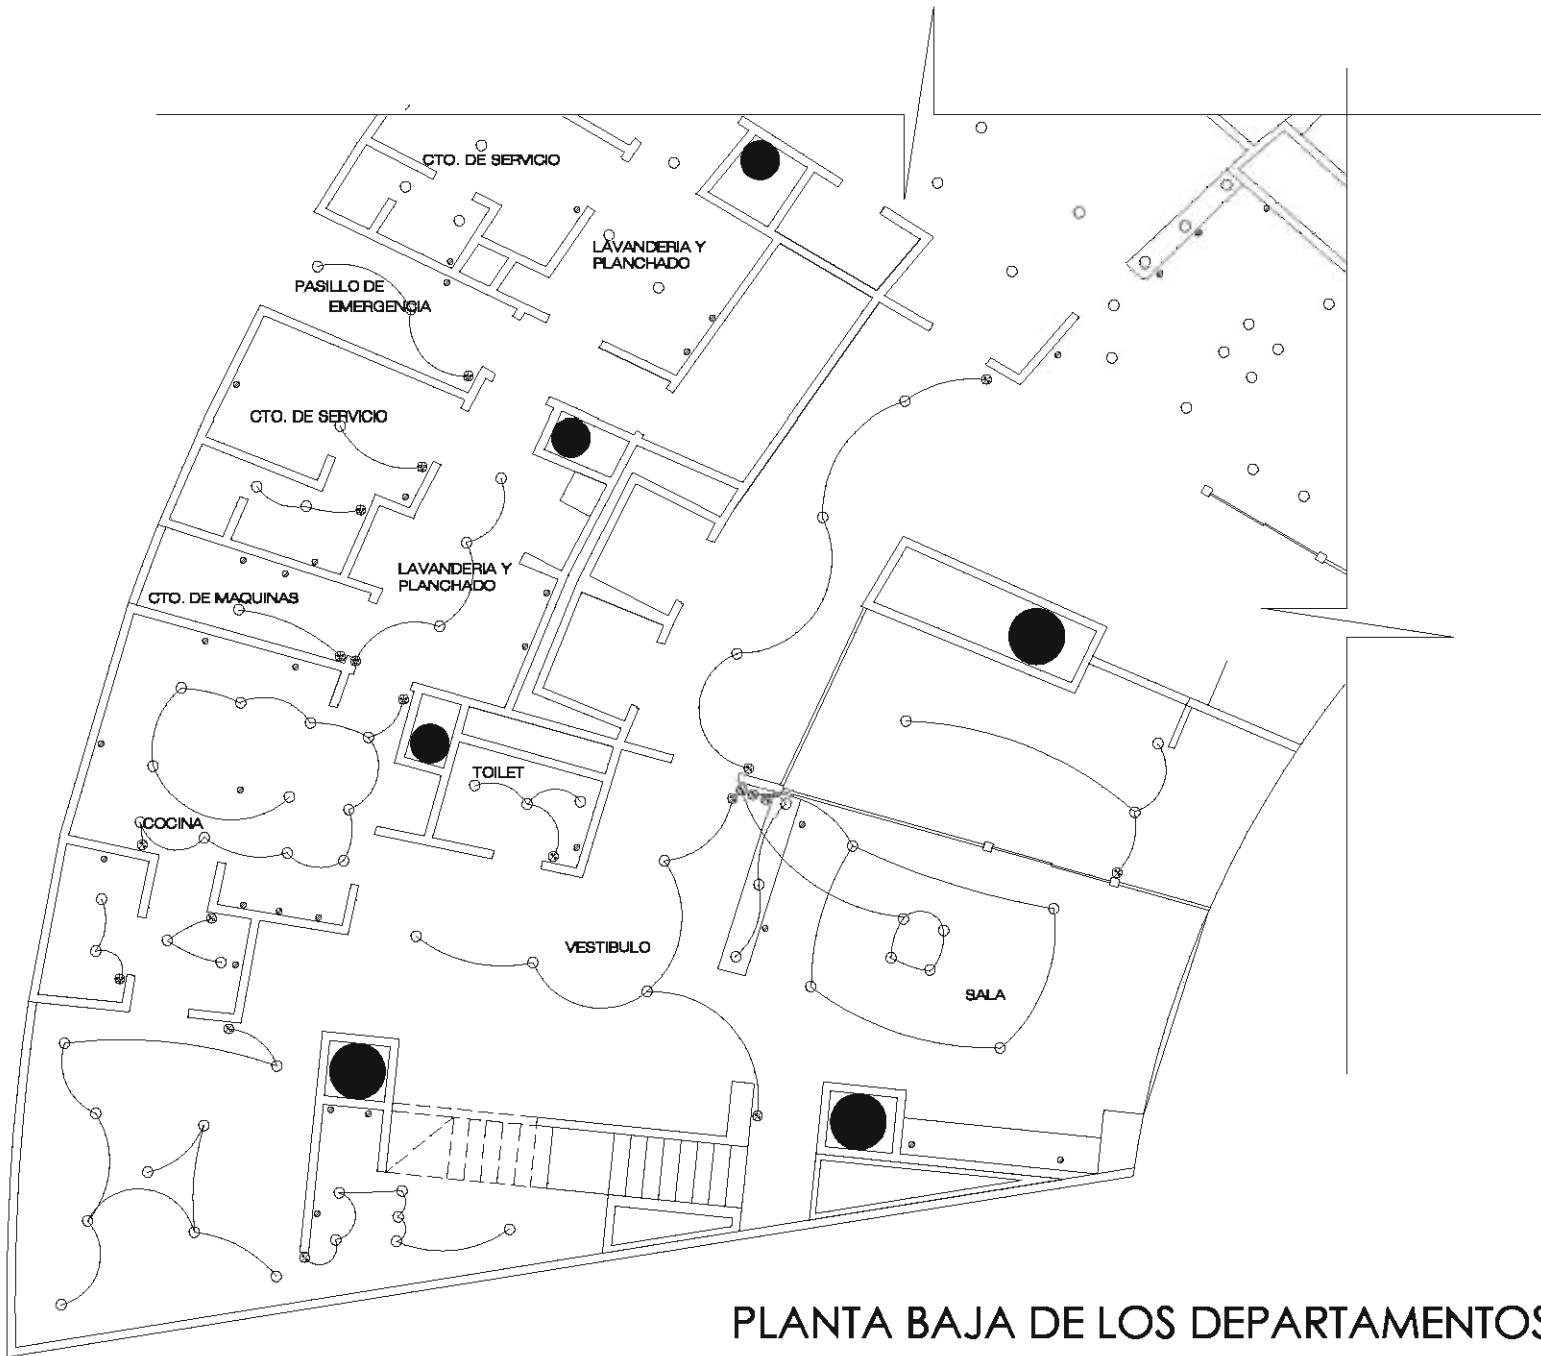 CTO. DE SERVICIO
LAVANDERIA Y
PLANCHADO
PASILLO DE
EMERGENCIA
CTO. DE SERVICIO
LAVANDERIA Y
PLANCHADO
CTO. DE MAQUINAS
TOILET
COCINA
VESTIBULO
SALA
PLANTA BAJA DE LOS DEPARTAMENTOS